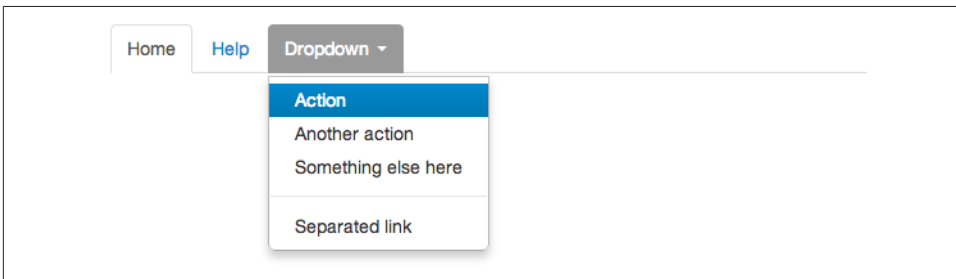 Home Help Dropdown
Action
Another action
Something else here
Separated link